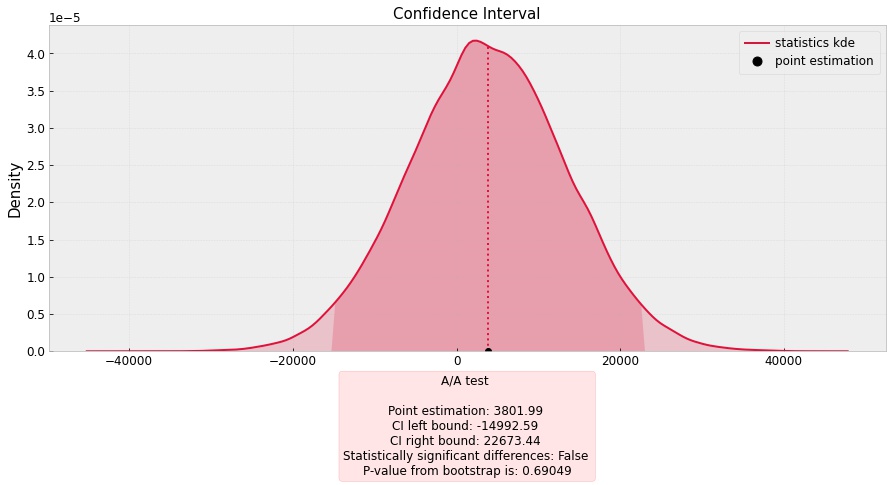 Confidence Interval
1e−5
statistics kde
point estimation
Density
4.0
3.5
3.0
2.5
2.0
1.5
1.0
0.5
0.0
−40000
−20000
0
20000
40000
A/A test
Point estimation: 3801.99
CI left bound: -14992.59
CI right bound: 22673.44
Statistically significant differences: False
P-value from bootstrap is: 0.69049